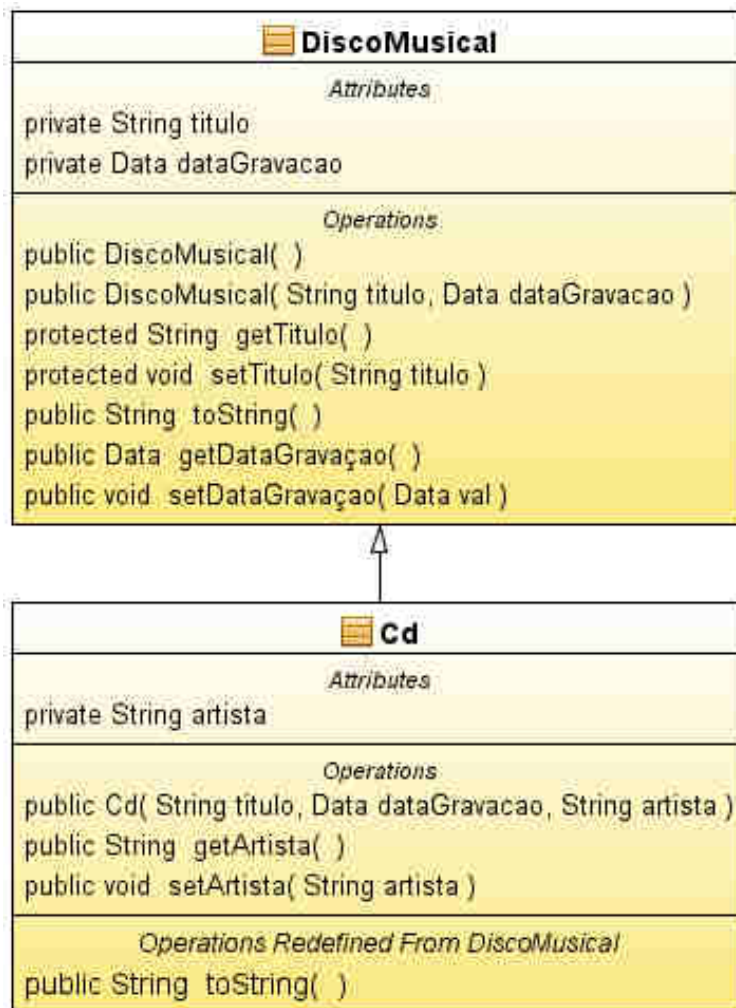 DiscoMusical
Attributes
private String titulo
private Data dataGravacao
Operations
public DiscoMusical( )
public DiscoMusical( String titulo, Data dataGravacao )
protected String getTitulo( )
protected void setTitulo( String titulo )
public String toString( )
public Data getDataGravaçao( )
public void setDataGravaçao( Data val )
Cd
Attributes
private String artista
Operations
public Cd( String titulo, Data dataGravacao, String artista )
public String getArtista( )
public void setArtista( String artista )
Operations Redefined From DiscoMusical
public String toString( )